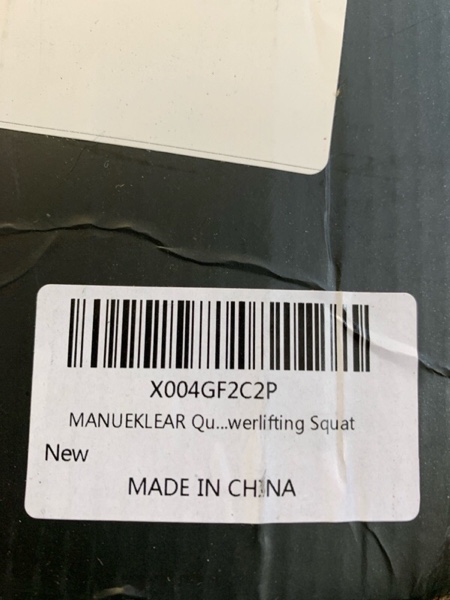 X004GF2C2P
MANUEKLEAR Qu...werlifting Squat
New
MADE IN CHINA